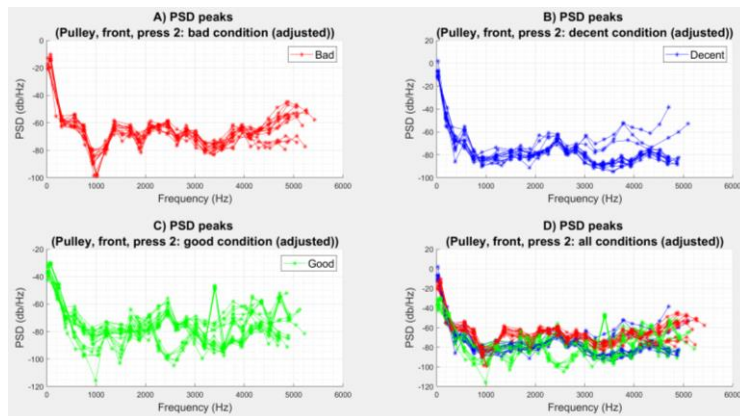 A) PSD peaks
(Pulley, front, press 2: bad condition (adjusted))
0
-20
-40
-60
-80
-100
PSD (db/Hz)
Bad
0
1000
2000
3000
4000
5000
6000
Frequency (Hz)
B) PSD peaks
(Pulley, front, press 2: decent condition (adjusted))
20
0
-20
-40
-60
-80
-100
PSD (db/Hz)
Decent
0
1000
2000
3000
4000
5000
6000
Frequency (Hz)
C) PSD peaks
(Pulley, front, press 2: good condition (adjusted))
-20
-40
-60
-80
-100
-120
PSD (db/Hz)
Good
0
1000
2000
3000
4000
5000
6000
Frequency (Hz)
D) PSD peaks
(Pulley, front, press 2: all conditions (adjusted))
20
0
-20
-40
-60
-80
-100
-120
PSD (db/Hz)
0
1000
2000
3000
4000
5000
6000
Frequency (Hz)